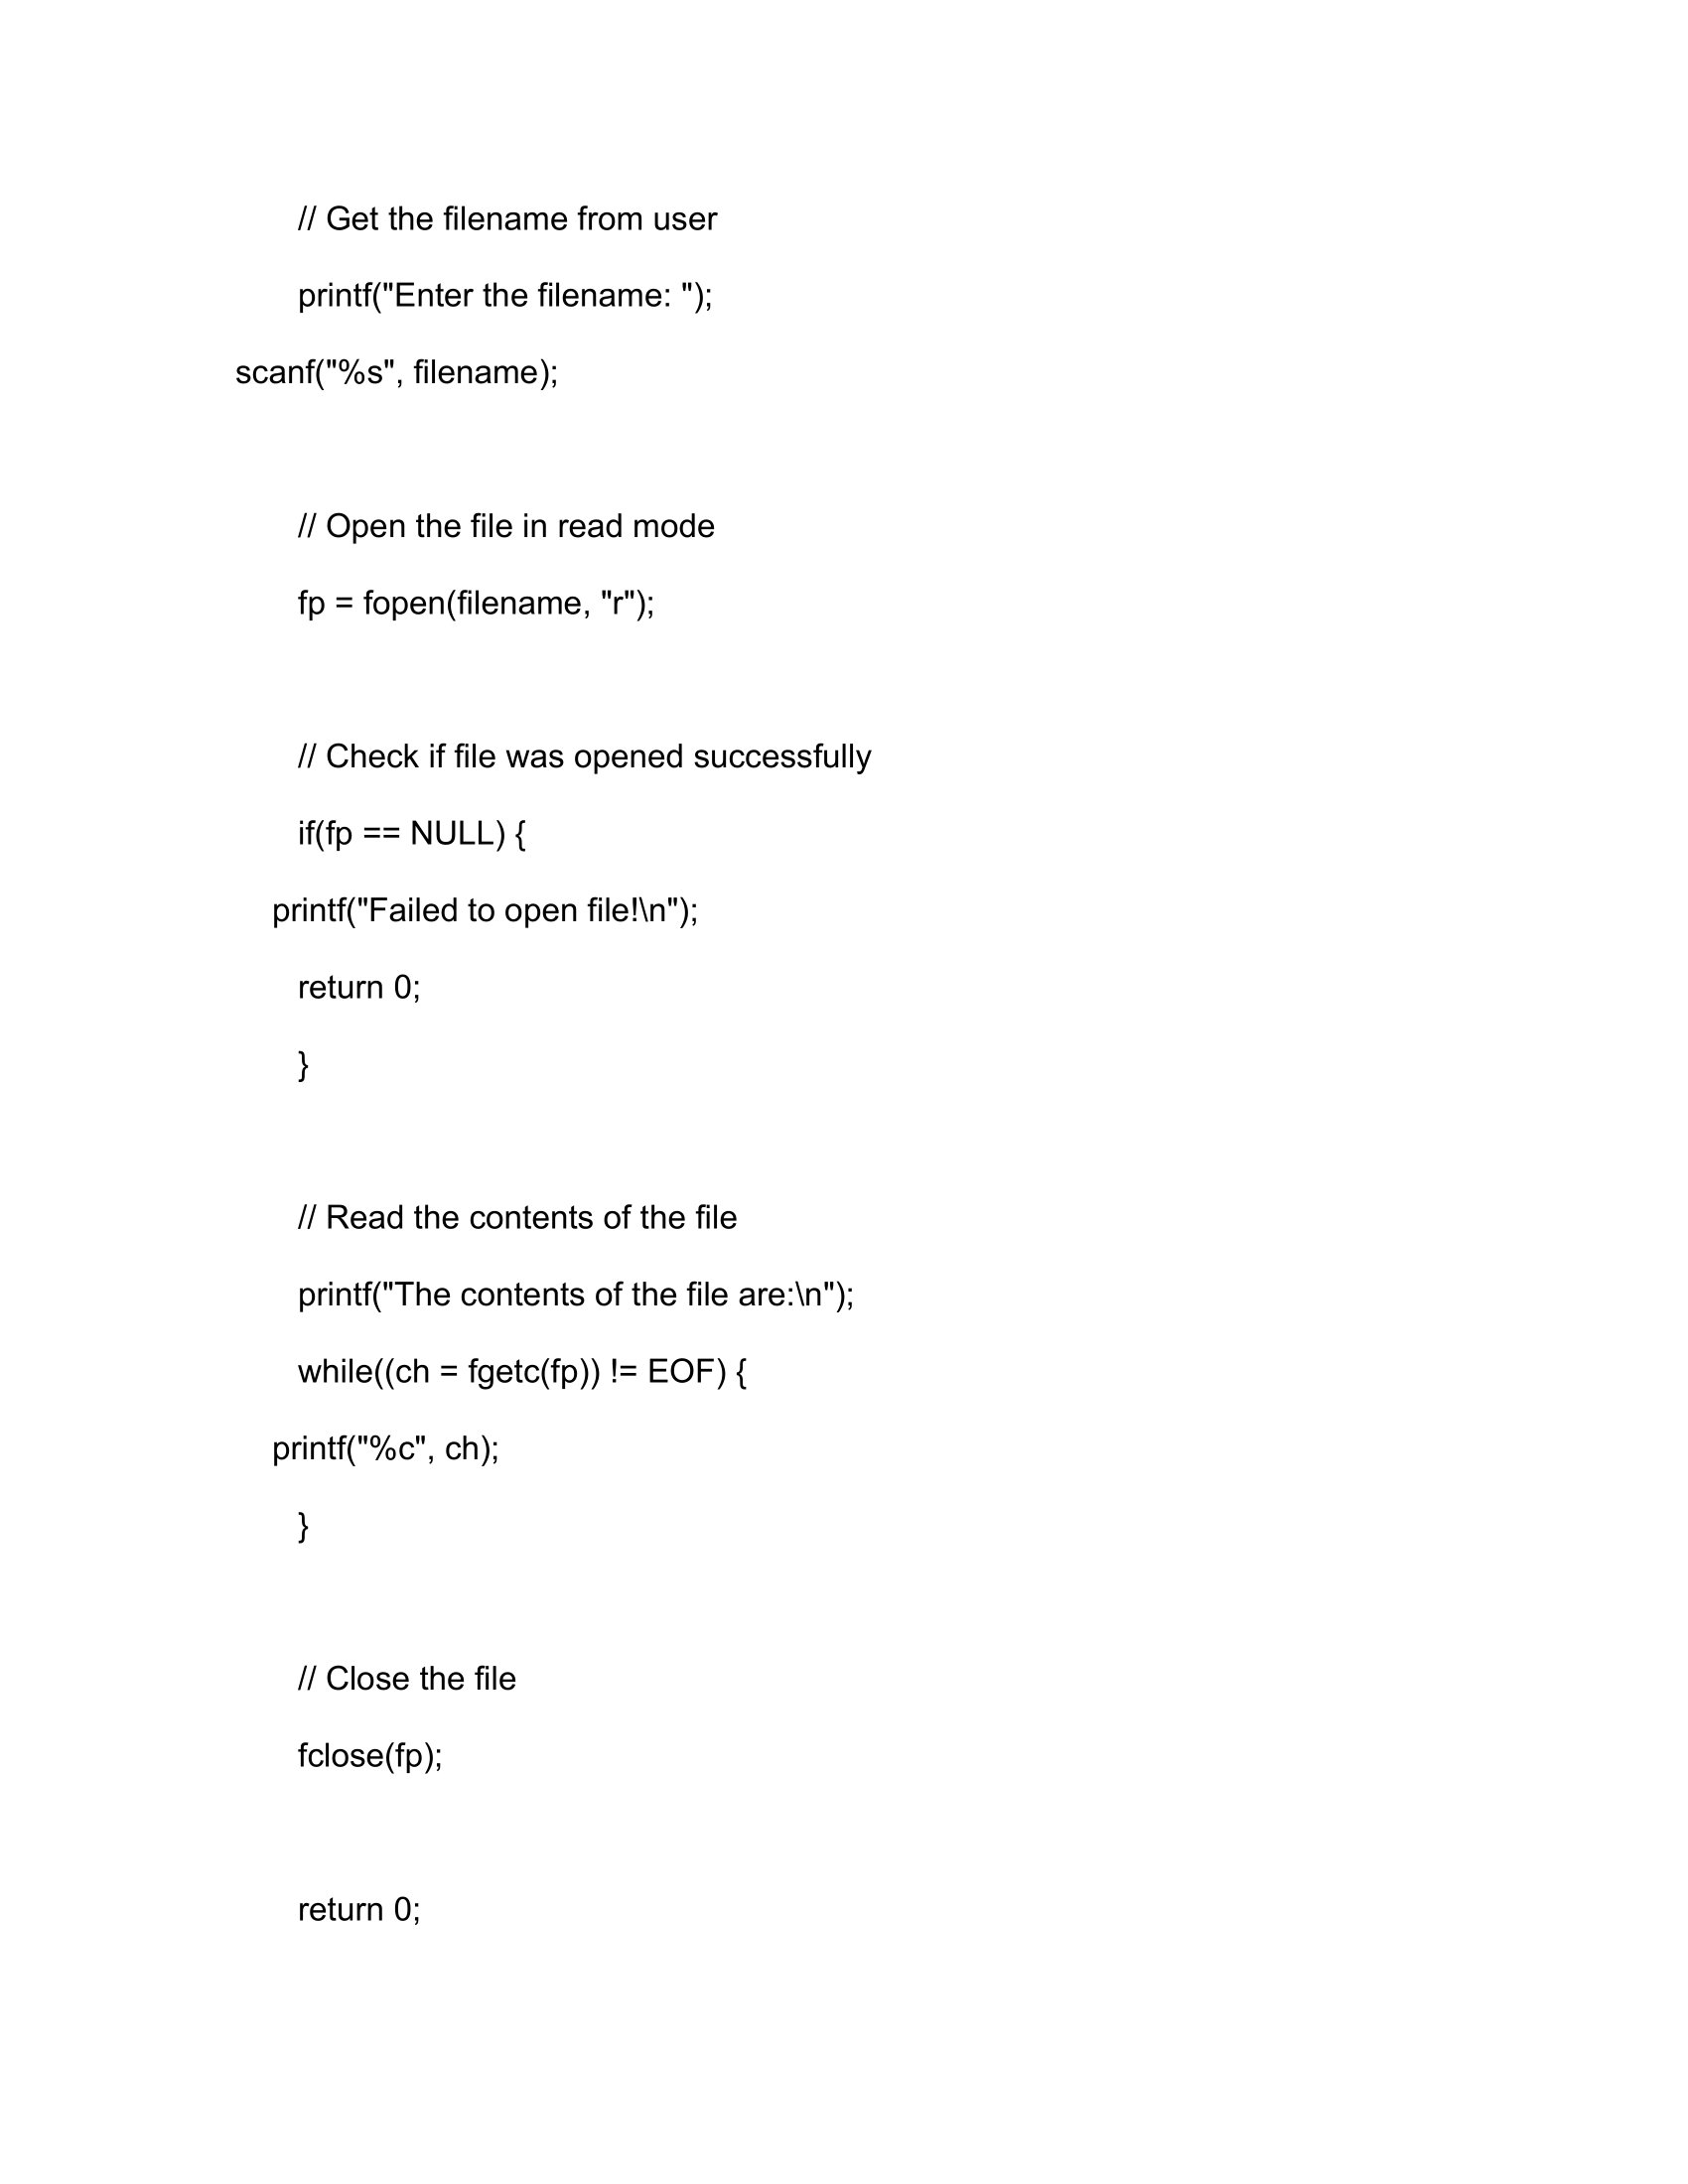 // Get the filename from user
printf("Enter the filename: ");
scanf("%s", filename);
// Open the file in read mode
fp = fopen(filename, "r");
// Check if file was opened successfully
if(fp == NULL) {
printf("Failed to open file!\n");
return 0;
}
// Read the contents of the file
printf("The contents of the file are:\n");
while((ch = fgetc(fp)) != EOF) {
printf("%c", ch);
}
// Close the file
fclose(fp);
return 0;